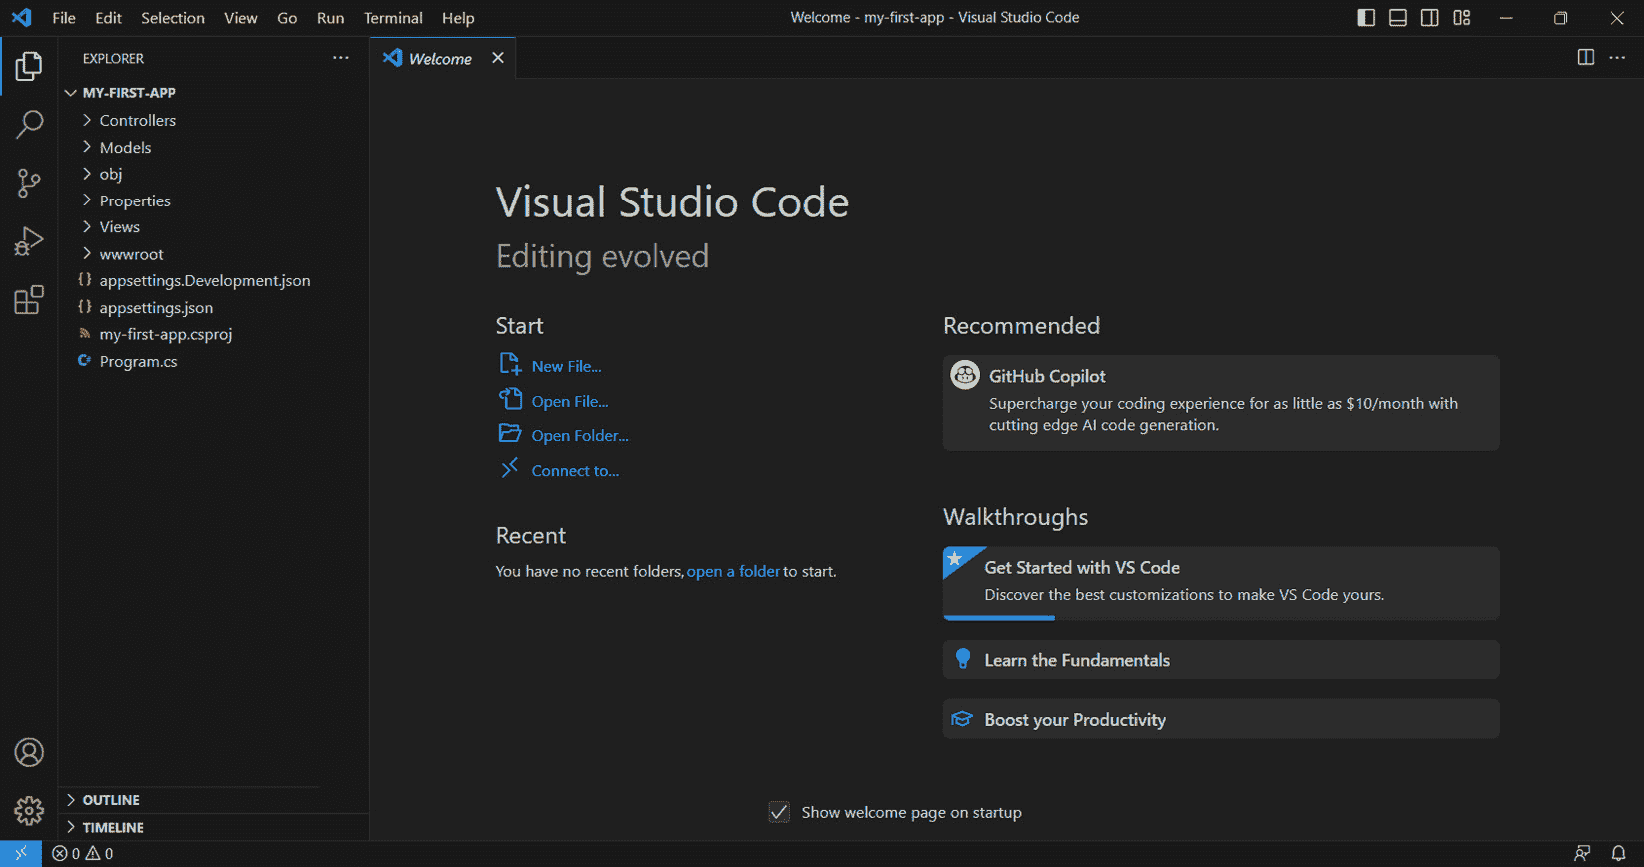 File Edit Selection View Go Run Terminal Help
Welcome - my-first-app - Visual Studio Code
EXPLORER
Welcome
MY-FIRST-APP
Controllers
Models
obj
Properties
Views
wwwroot
{} appsettings.Development.json
{} appsettings.json
my-first-app.csproj
C# Program.cs
OUTLINE
TIMELINE
Visual Studio Code
Editing evolved
Start
New File...
Open File...
Open Folder...
Connect to...
Recent
You have no recent folders, open a folder to start.
Recommended
GitHub Copilot
Supercharge your coding experience for as little as $10/month with
cutting edge AI code generation.
Walkthroughs
Get Started with VS Code
Discover the best customizations to make VS Code yours.
Learn the Fundamentals
Boost your Productivity
Show welcome page on startup
0 0